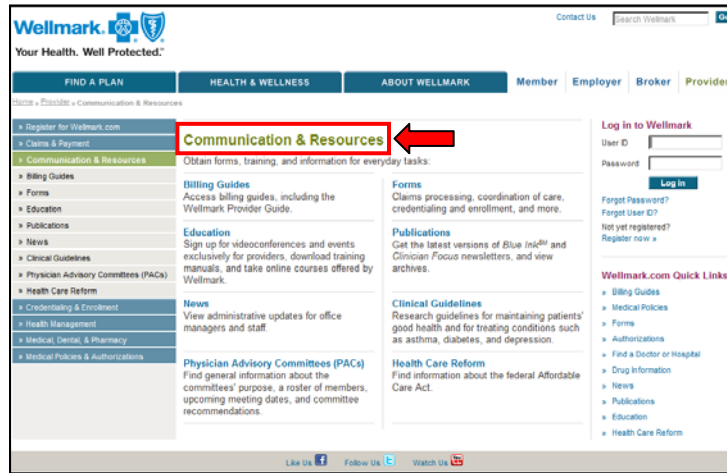 Contact Us
Search Wellmark
Go
Wellmark.
Your Health. Well Protected.™
FIND A PLAN
HEALTH & WELLNESS
ABOUT WELLMARK
Member
Employer
Broker
Provider
Home » Provider » Communication & Resources
» Register for Wellmark.com
» Claims & Payment
» Communication & Resources
» Billing Guides
» Forms
» Education
» Publications
» News
» Clinical Guidelines
» Physician Advisory Committees (PACs)
» Health Care Reform
» Credentialing & Enrollment
» Health Management
» Medical, Dental, & Pharmacy
» Medical Policies & Authorizations
Communication & Resources
Obtain forms, training, and information for everyday tasks:
Billing Guides
Access billing guides, including the
Wellmark Provider Guide.
Education
Sign up for videoconferences and events
exclusively for providers, download training
manuals, and take online courses offered by
Wellmark.
News
View administrative updates for office
managers and staff.
Physician Advisory Committees (PACs)
Find general information about the
committees' purpose, a roster of members,
upcoming meeting dates, and committee
recommendations.
Forms
Claims processing, coordination of care,
credentialing and enrollment, and more.
Publications
Get the latest versions of Blue Ink℠ and
Clinician Focus newsletters, and view
archives.
Clinical Guidelines
Research guidelines for maintaining patients'
good health and for treating conditions such
as asthma, diabetes, and depression.
Health Care Reform
Find information about the federal Affordable
Care Act.
Log in to Wellmark
User ID
Password
Log In
Forgot Password?
Forgot User ID?
Not yet registered?
Register now »
Wellmark.com Quick Links
» Billing Guides
» Medical Policies
» Forms
» Authorizations
» Find a Doctor or Hospital
» Drug Information
» News
» Publications
» Education
» Health Care Reform
Like Us
Follow Us
Watch Us